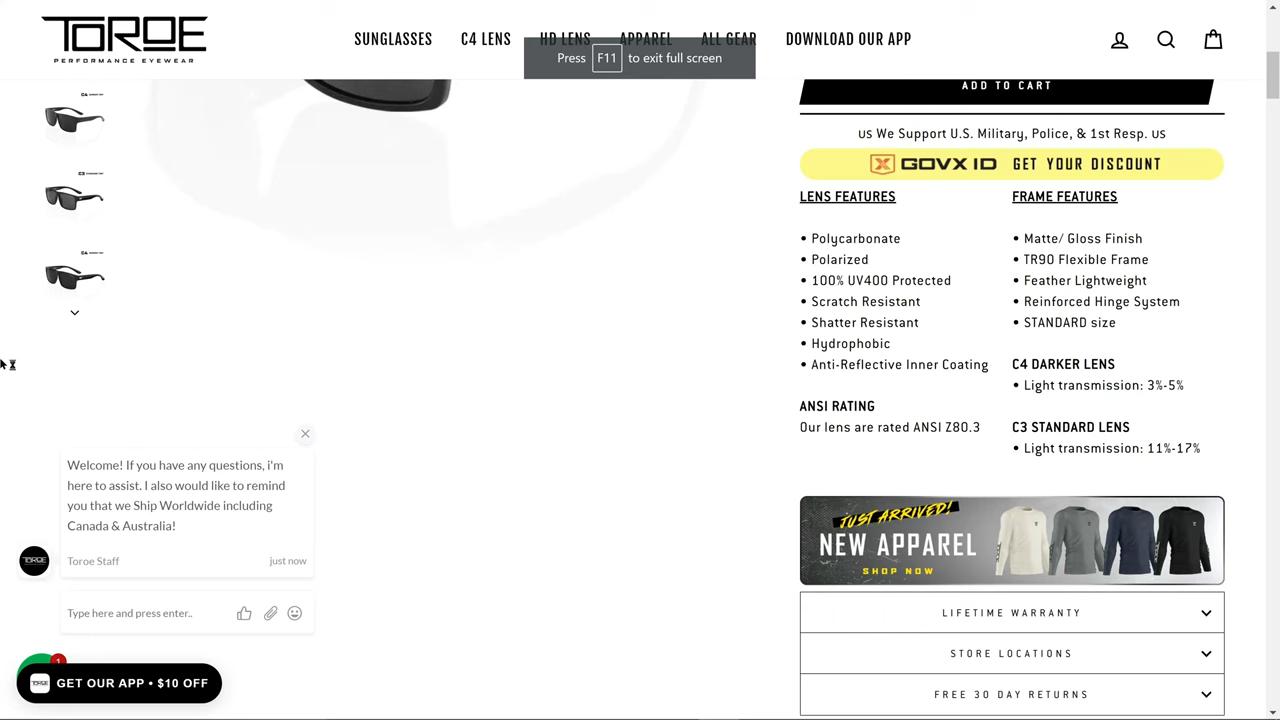 TOROE
PERFORMANCE EYEWEAR
SUNGLASSES
C4 LENS
HD LENS
APPAREL
ALL GEAR
DOWNLOAD OUR APP
Press F11 to exit full screen
ADD TO CART
US We Support U.S. Military, Police, & 1st Resp. US
GOVX ID GET YOUR DISCOUNT
LENS FEATURES
• Polycarbonate
• Polarized
• 100% UV400 Protected
• Scratch Resistant
• Shatter Resistant
• Hydrophobic
• Anti-Reflective Inner Coating
ANSI RATING
Our lens are rated ANSI Z80.3
FRAME FEATURES
• Matte/ Gloss Finish
• TR90 Flexible Frame
• Feather Lightweight
• Reinforced Hinge System
• STANDARD size
C4 DARKER LENS
• Light transmission: 3%-5%
C3 STANDARD LENS
• Light transmission: 11%-17%
JUST ARRIVED!
NEW APPAREL
SHOP NOW
LIFETIME WARRANTY
STORE LOCATIONS
FREE 30 DAY RETURNS
C4
C3
C4
Welcome! If you have any questions, i'm
here to assist. I also would like to remind
you that we Ship Worldwide including
Canada & Australia!
TOROE
Toroe Staff
just now
Type here and press enter..
1
GET OUR APP • $10 OFF